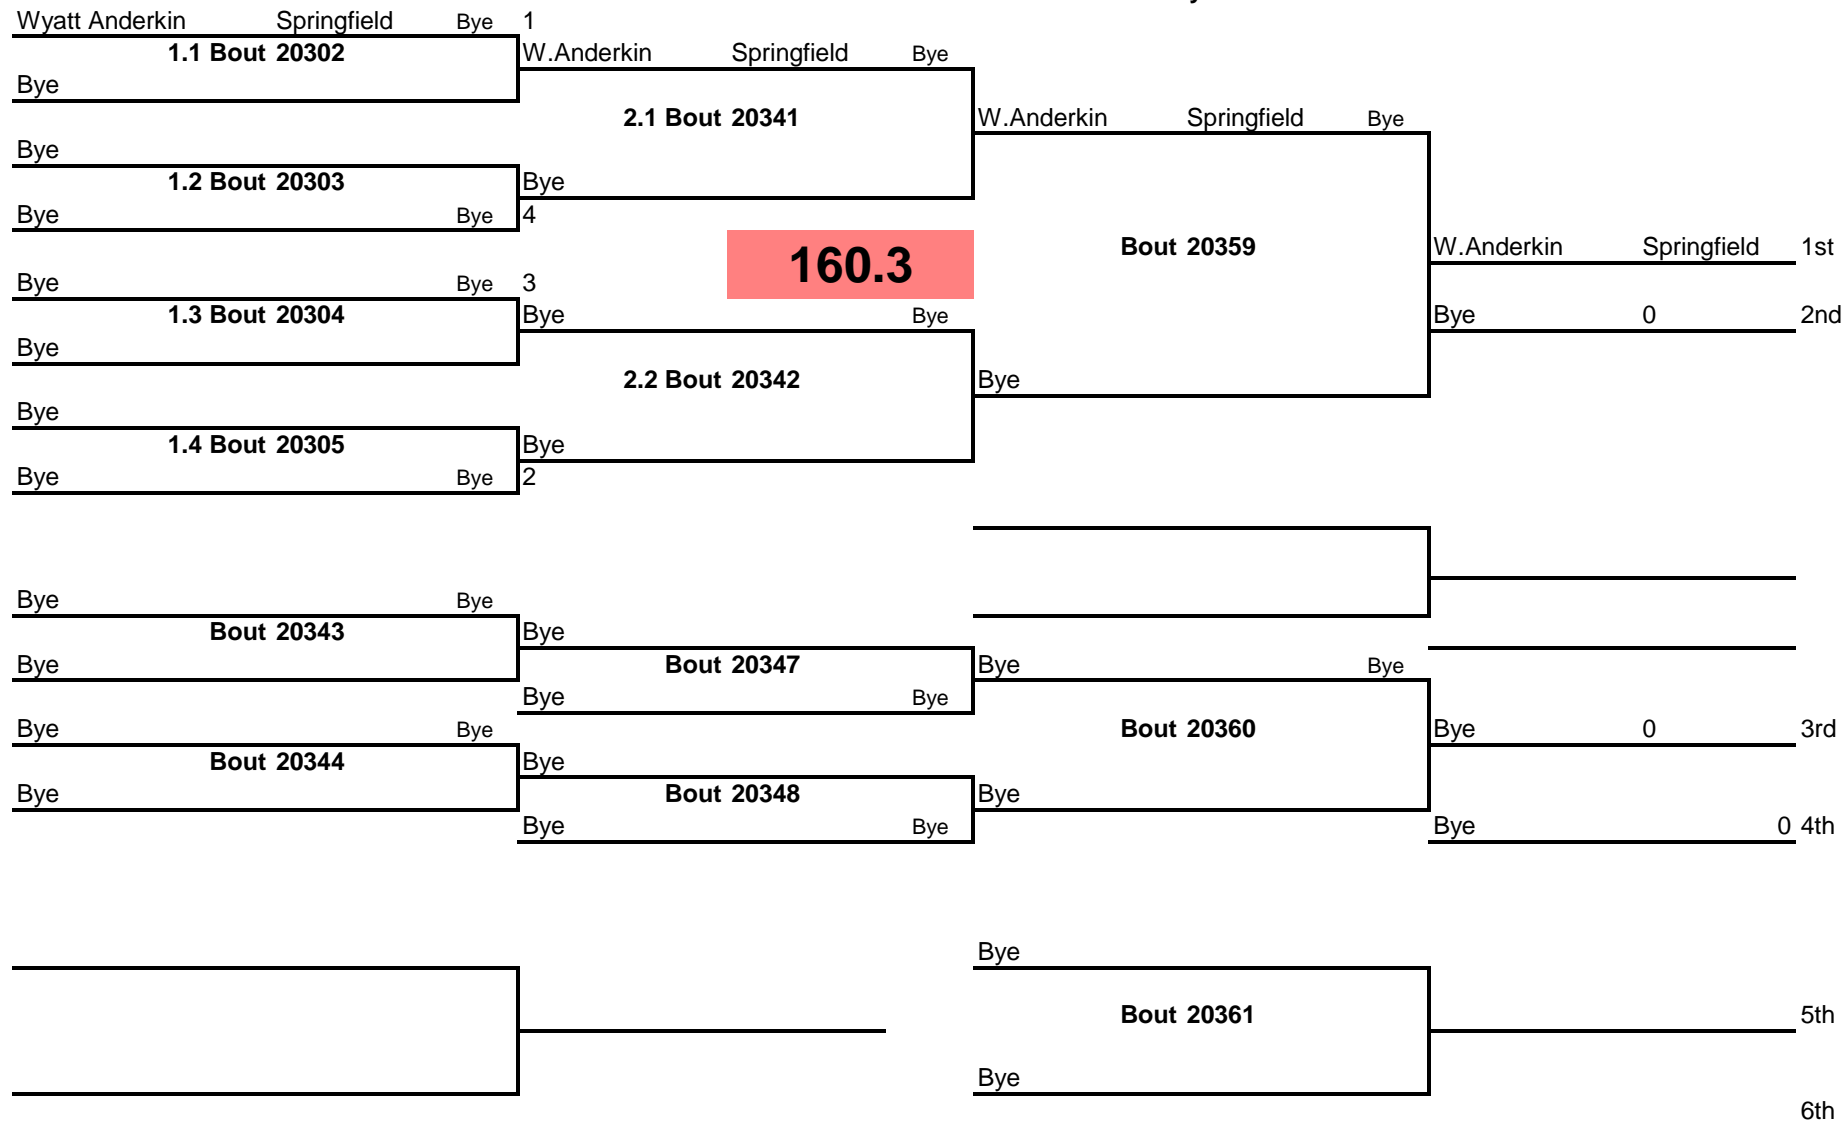 Wyatt Anderkin Springfield Bye 1
1.1 Bout 20302 W.Anderkin Springfield Bye
Bye
2.1 Bout 20341 W.Anderkin Springfield Bye
Bye
1.2 Bout 20303 Bye
Bye Bye 4
160.3 Bout 20359 W.Anderkin Springfield 1st
Bye Bye 3
1.3 Bout 20304 Bye Bye Bye 0 2nd
Bye
2.2 Bout 20342 Bye
Bye
1.4 Bout 20305 Bye
Bye Bye 2
Bye Bye
Bout 20343 Bye
Bye Bout 20347 Bye Bye
Bye Bye
Bye Bye Bout 20360 Bye 0 3rd
Bout 20344 Bye
Bye Bout 20348 Bye
Bye Bye Bye 0 4th
Bye
Bout 20361 5th
Bye
6th